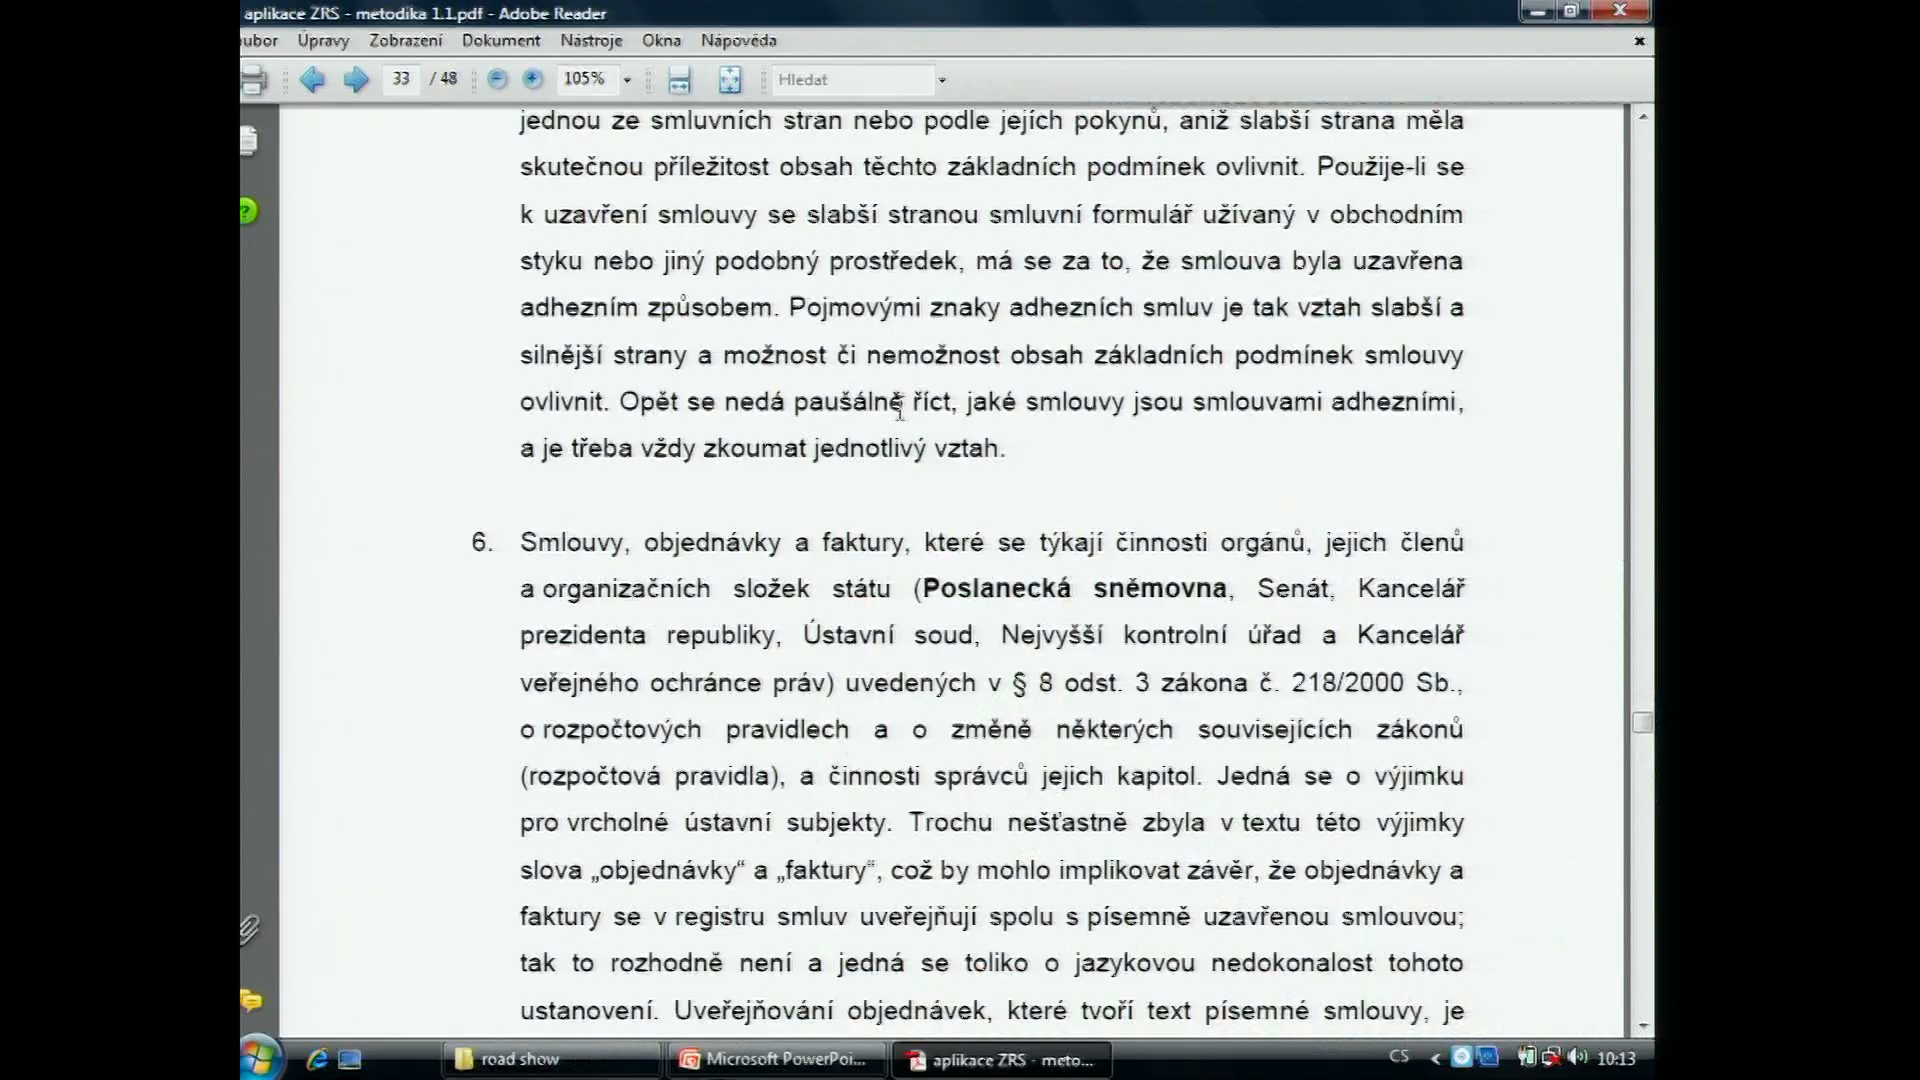 aplikace ZRS - metodika 1.1.pdf - Adobe Reader
Úpravy Zobrazení Dokument Nástroje Okna Nápověda
33 / 48 105% Hledat
jednou ze smluvních stran nebo podle jejích pokynů, aniž slabší strana měla
skutečnou příležitost obsah těchto základních podmínek ovlivnit. Použije-li se
k uzavření smlouvy se slabší stranou smluvní formulář užívaný v obchodním
styku nebo jiný podobný prostředek, má se za to, že smlouva byla uzavřena
adhezním způsobem. Pojmovými znaky adhezních smluv je tak vztah slabší a
silnější strany a možnost či nemožnost obsah základních podmínek smlouvy
ovlivnit. Opět se nedá paušálně říct, jaké smlouvy jsou smlouvami adhezními,
a je třeba vždy zkoumat jednotlivý vztah.
6. Smlouvy, objednávky a faktury, které se týkají činnosti orgánů, jejich členů
a organizačních složek státu (Poslanecká sněmovna, Senát, Kancelář
prezidenta republiky, Ústavní soud, Nejvyšší kontrolní úřad a Kancelář
veřejného ochránce práv) uvedených v § 8 odst. 3 zákona č. 218/2000 Sb.,
o rozpočtových pravidlech a o změně některých souvisejících zákonů
(rozpočtová pravidla), a činnosti správců jejich kapitol. Jedná se o výjimku
pro vrcholné ústavní subjekty. Trochu nešťastně zbyla v textu této výjimky
slova „objednávky“ a „faktury“, což by mohlo implikovat závěr, že objednávky a
faktury se v registru smluv uveřejňují spolu s písemně uzavřenou smlouvou;
tak to rozhodně není a jedná se toliko o jazykovou nedokonalost tohoto
ustanovení. Uveřejňování objednávek, které tvoří text písemné smlouvy, je
road show Microsoft PowerPoi... aplikace ZRS - meto... CS 10:13